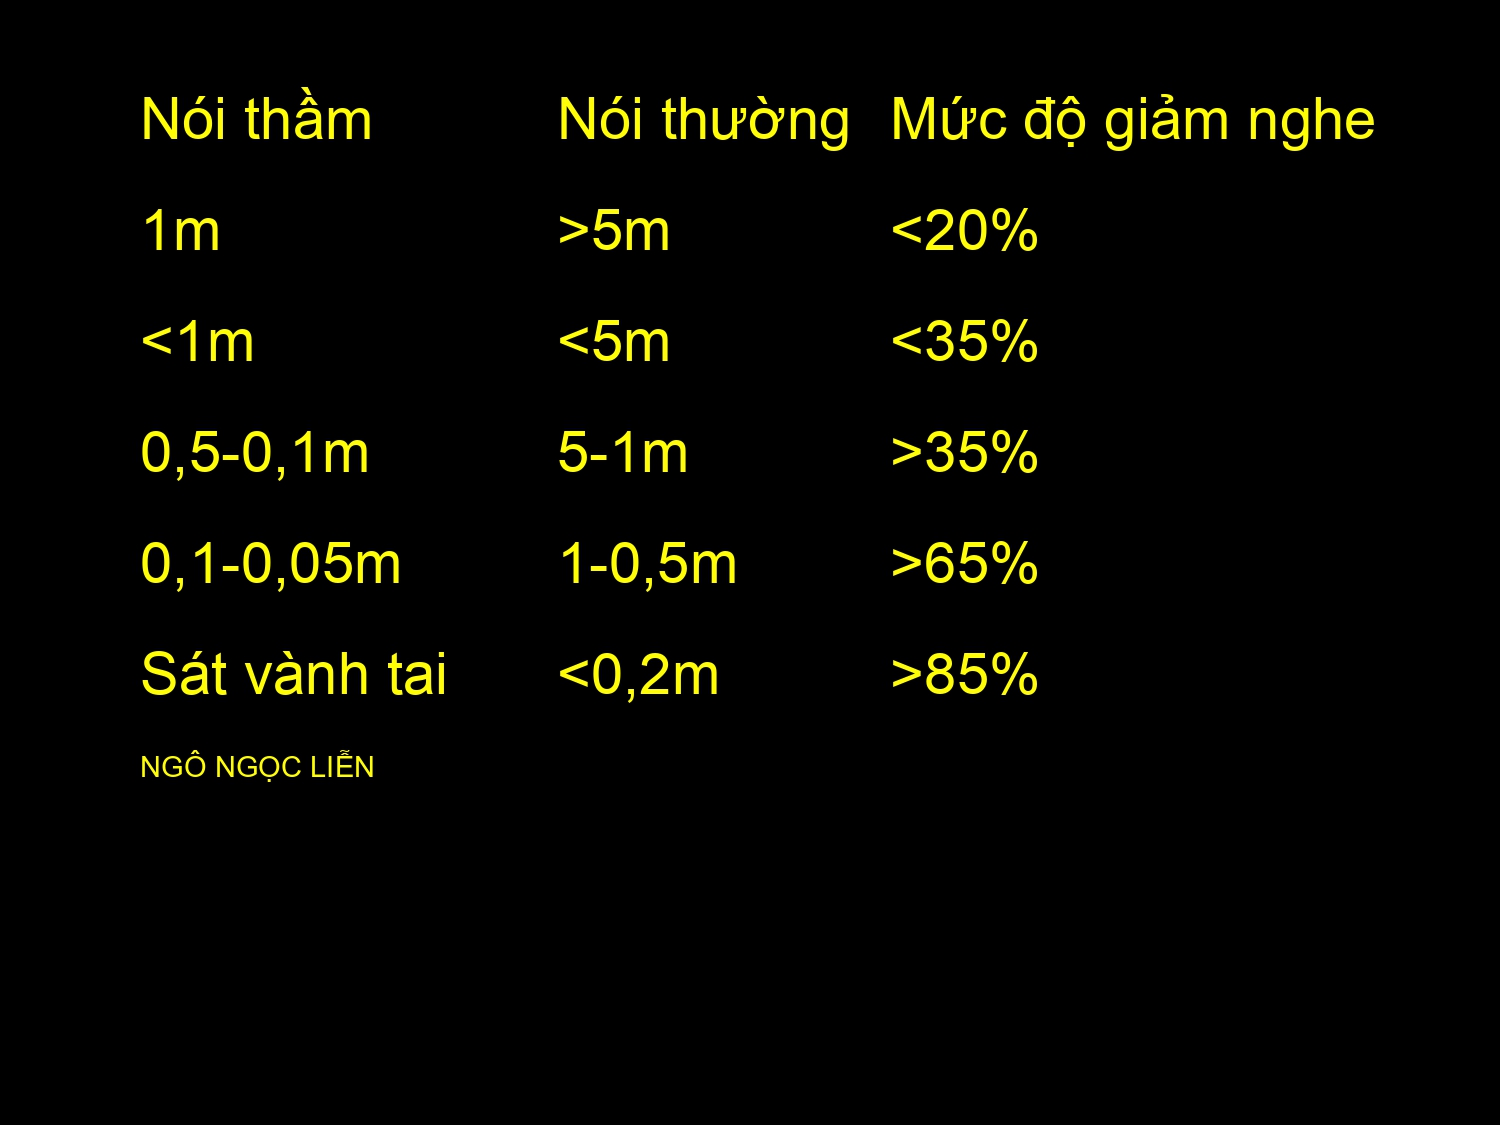 Nói thầm Nói thường Mức độ giảm nghe
1m >5m <20%
<1m <5m <35%
0,5-0,1m 5-1m >35%
0,1-0,05m 1-0,5m >65%
Sát vành tai <0,2m >85%
NGÔ NGỌC LIỄN